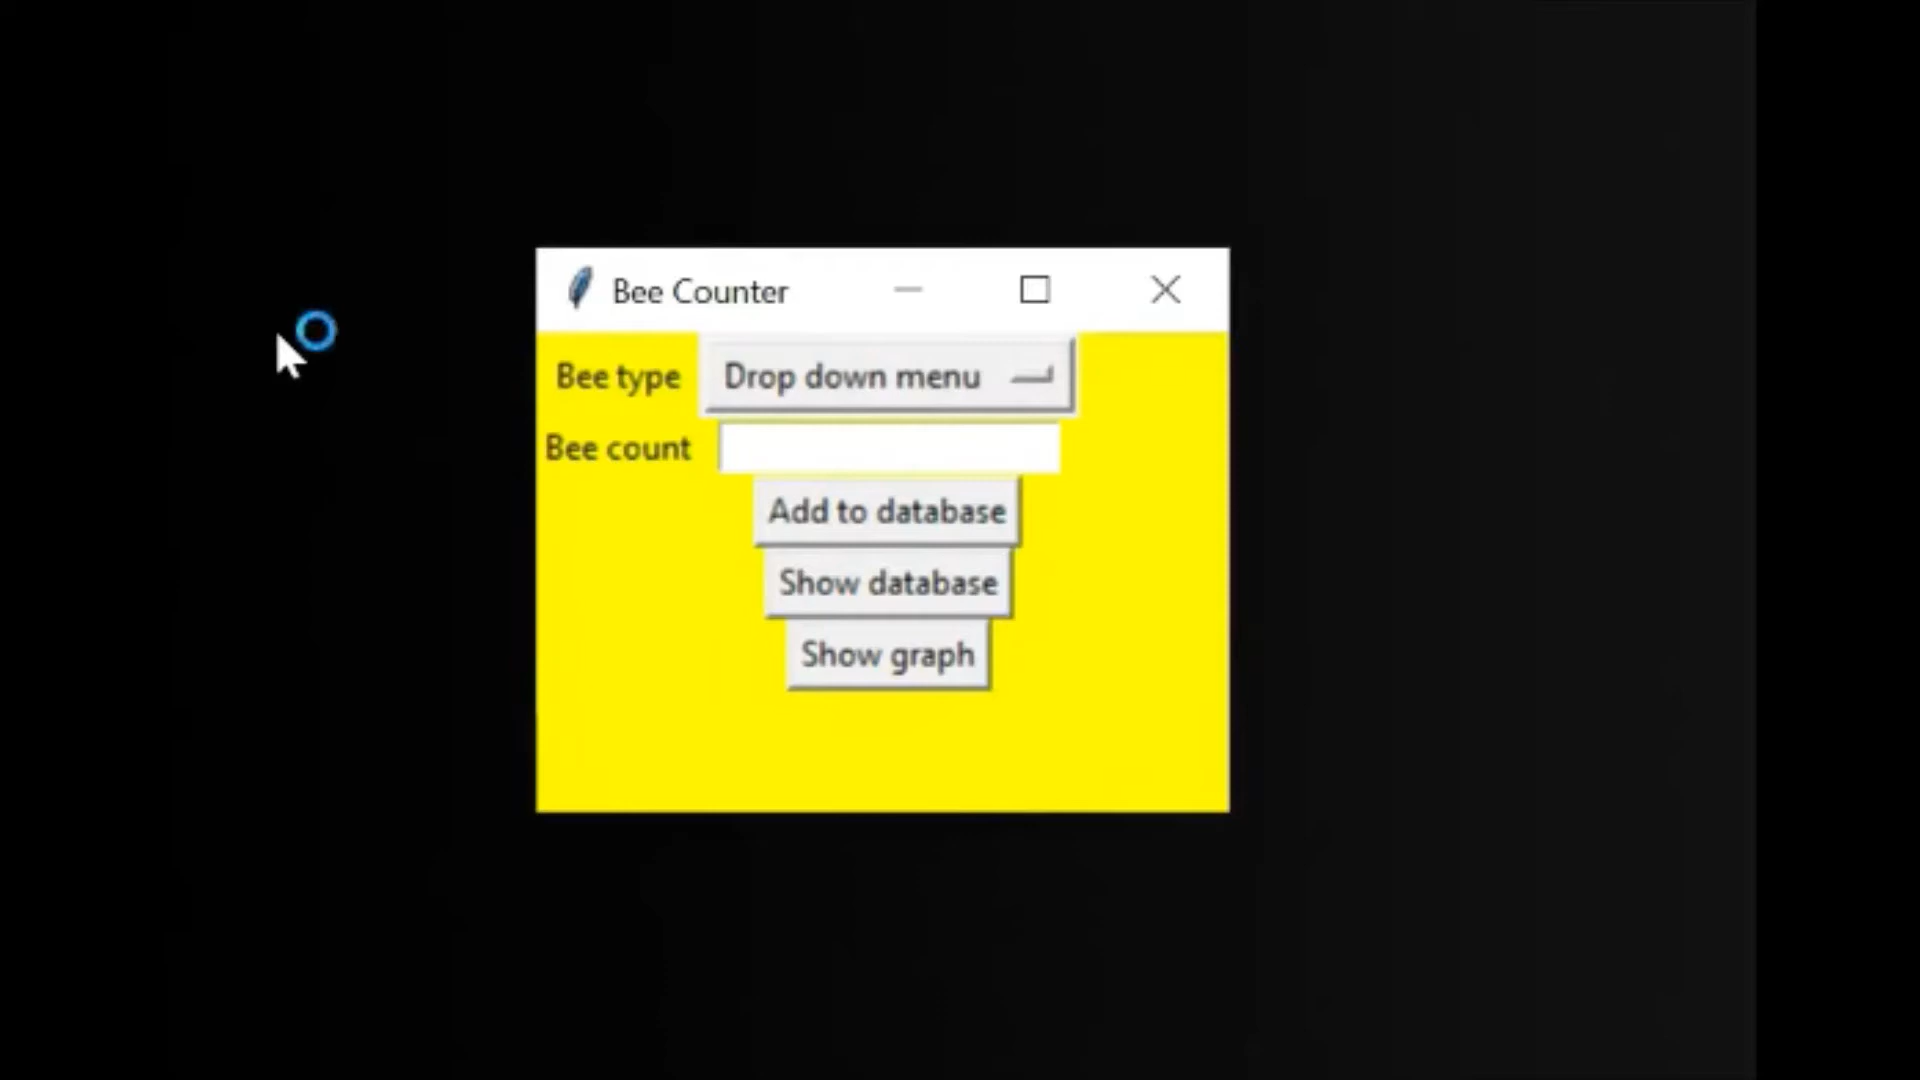 Bee Counter
Bee type Drop down menu
Bee count
Add to database
Show database
Show graph